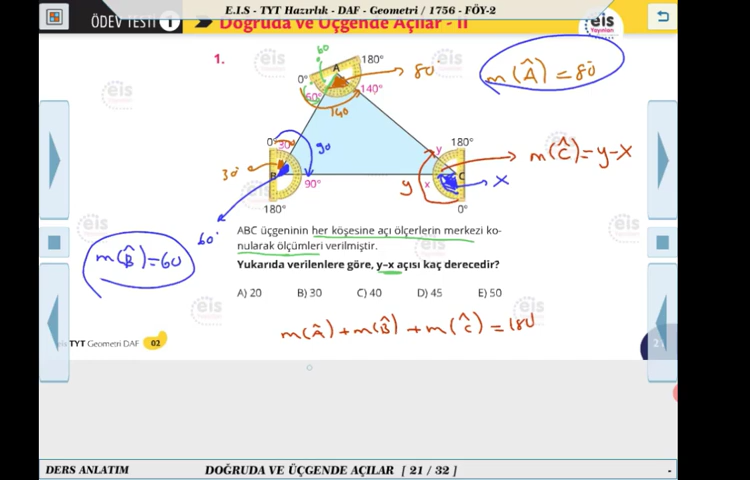 E.I.S - TYT Hazırlık - DAF - Geometri / 1756 - FÖY-2
ÖDEV TESTİ 1
Doğruda ve Üçgende Açılar - II
eis
Yayınları
1.
60
A
180°
80
m(Â) = 80
0°
60°
140°
140
0°
30°
90
180°
y
m(Ĉ) = y-x
30
B
90°
y
x
C
x
180°
0°
60°
m(B̂) = 60
ABC üçgeninin her köşesine açı ölçerlerin merkezi ko-
nularak ölçümleri verilmiştir.
Yukarıda verilenlere göre, y–x açısı kaç derecedir?
A) 20 B) 30 C) 40 D) 45 E) 50
m(Â) + m(B̂) + m(Ĉ) = 180
eis TYT Geometri DAF 02
DERS ANLATIM DOĞRUDA VE ÜÇGENDE AÇILAR [ 21 / 32 ] -